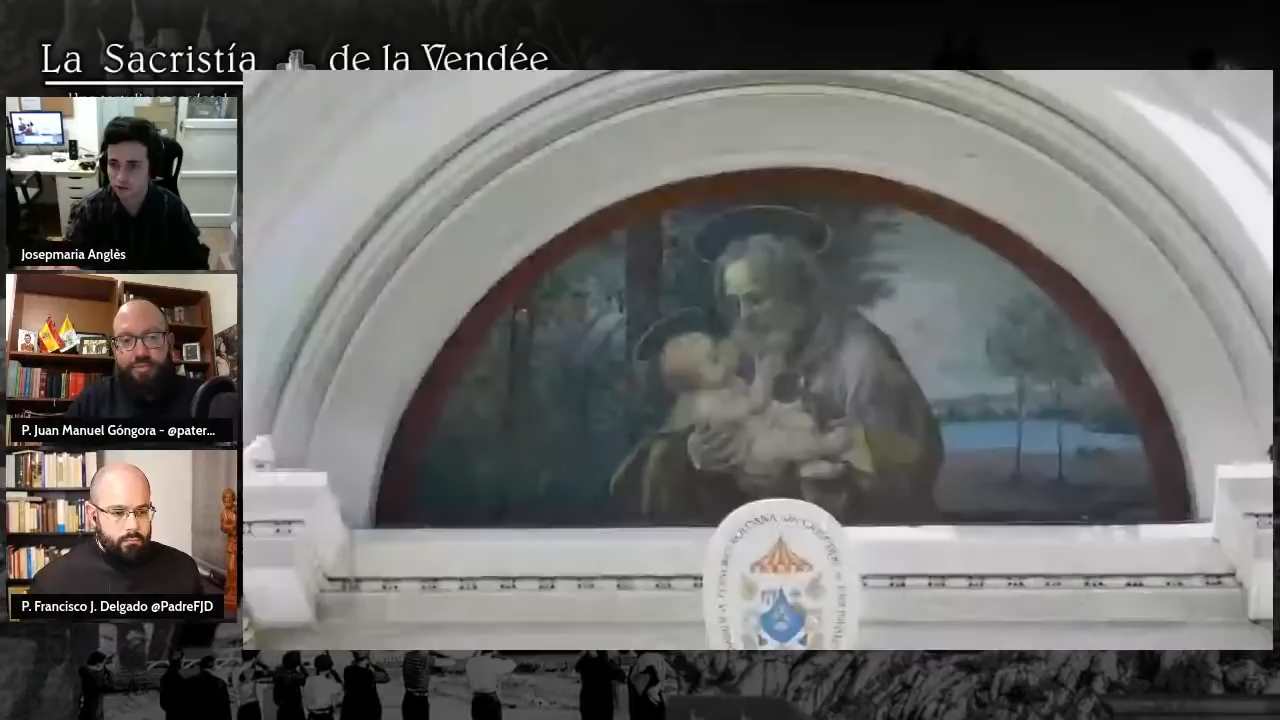 La Sacristía de la Vendée
Josepmaria Anglès
P. Juan Manuel Góngora - @pater...
P. Francisco J. Delgado @PadreFJD